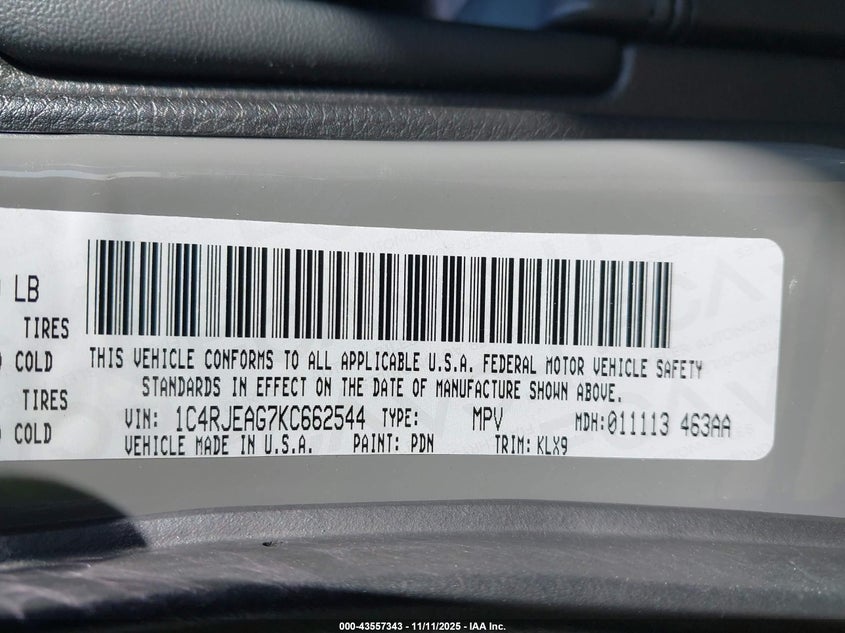 LB
TIRES
COLD
TIRES
COLD
THIS VEHICLE CONFORMS TO ALL APPLICABLE U.S.A. FEDERAL MOTOR VEHICLE SAFETY
STANDARDS IN EFFECT ON THE DATE OF MANUFACTURE SHOWN ABOVE.
VIN: 1C4RJEAG7KC662544 TYPE: MPV MDH:011113 463AA
VEHICLE MADE IN U.S.A. PAINT: PDN TRIM: KLX9
000-43557343 - 11/11/2025 - IAA Inc.